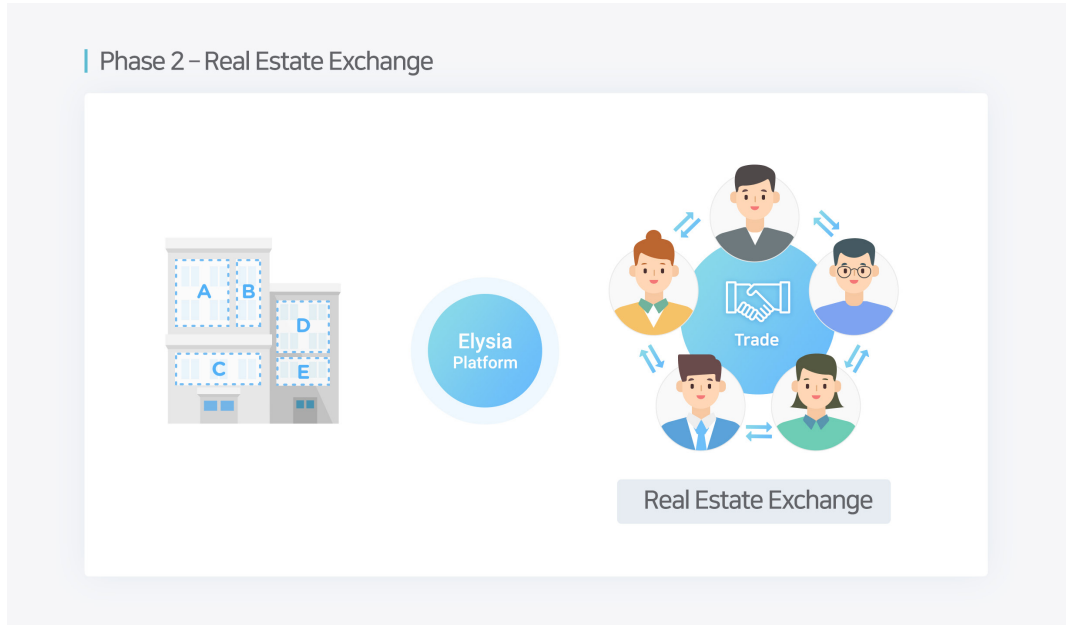 Phase 2 – Real Estate Exchange
A
B
C
D
E
Elysia
Platform
Trade
Real Estate Exchange